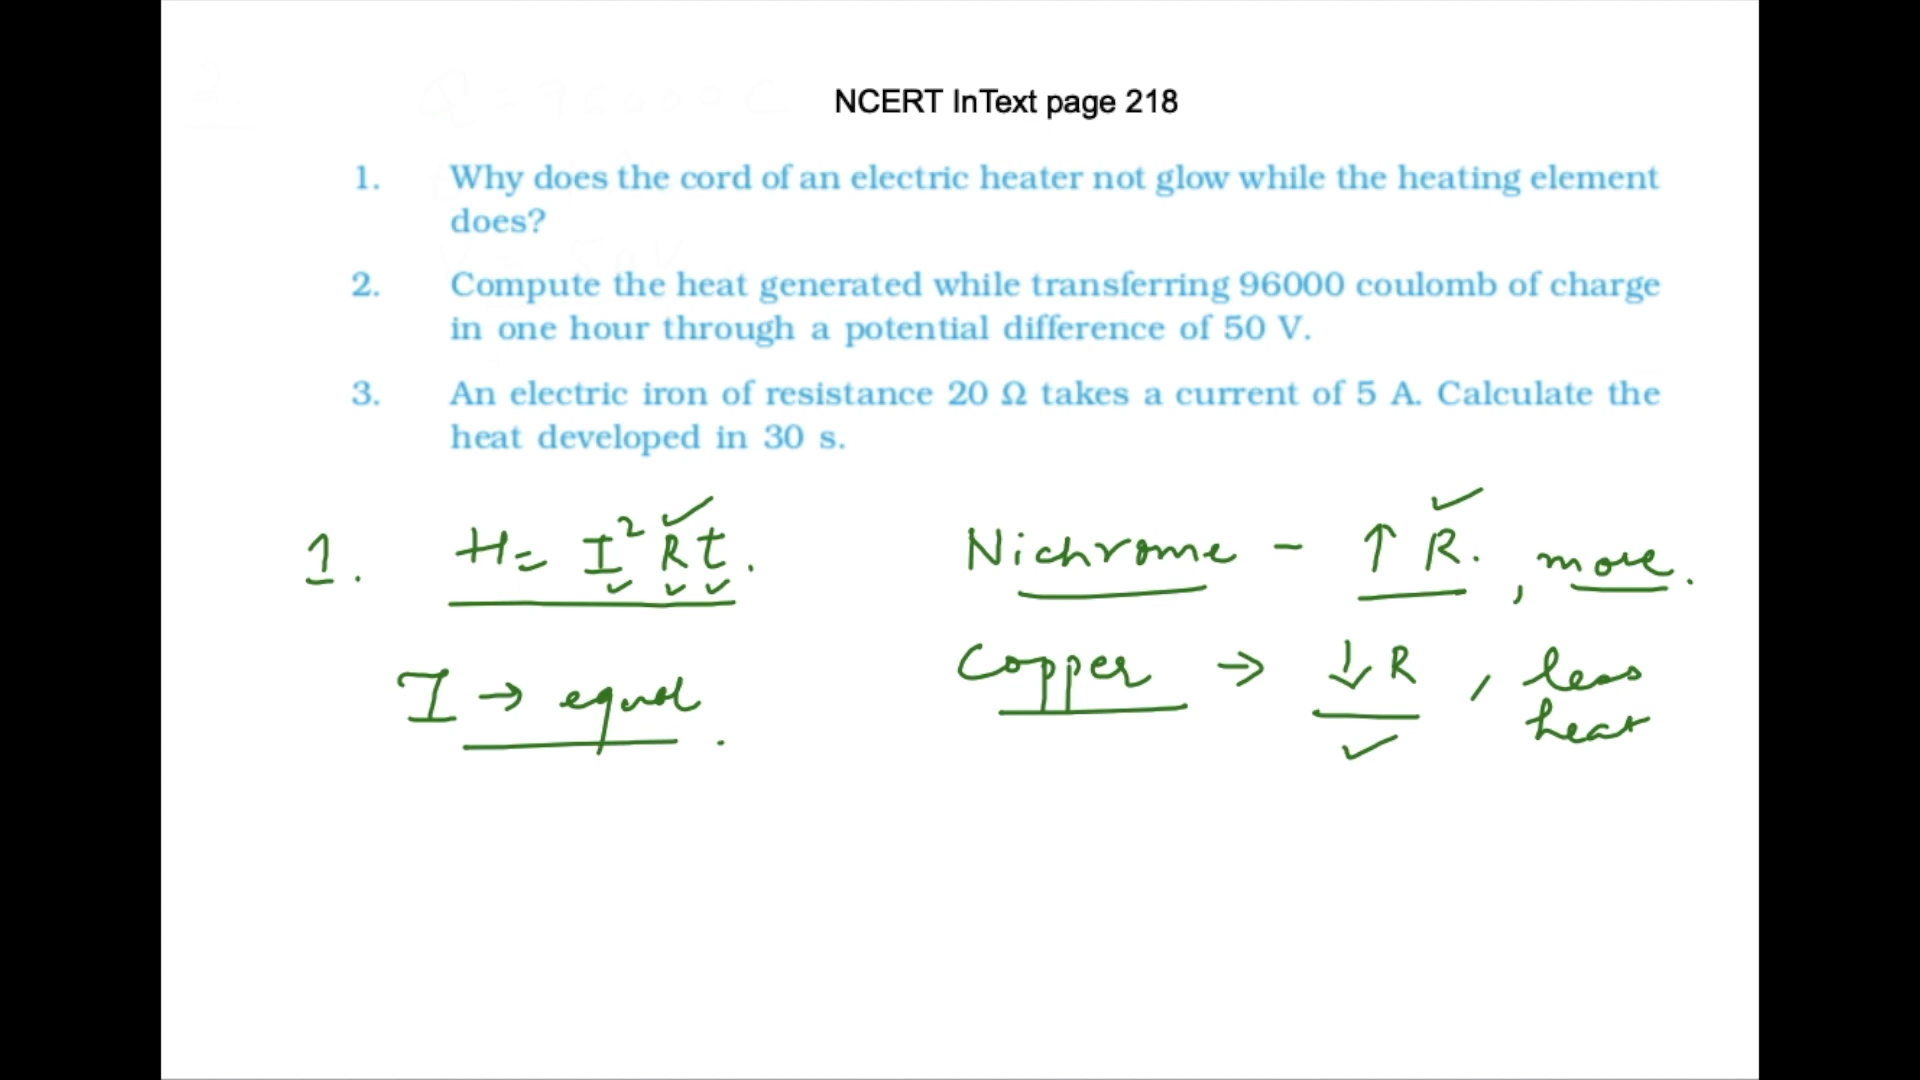 NCERT InText page 218
1. Why does the cord of an electric heater not glow while the heating element
does?
2. Compute the heat generated while transferring 96000 coulomb of charge
in one hour through a potential difference of 50 V.
3. An electric iron of resistance 20 Ω takes a current of 5 A. Calculate the
heat developed in 30 s.
1. H = I²Rt.
Nichrome - ↑ R. , more.
I → equal.
Copper → ↓ R , less
heat